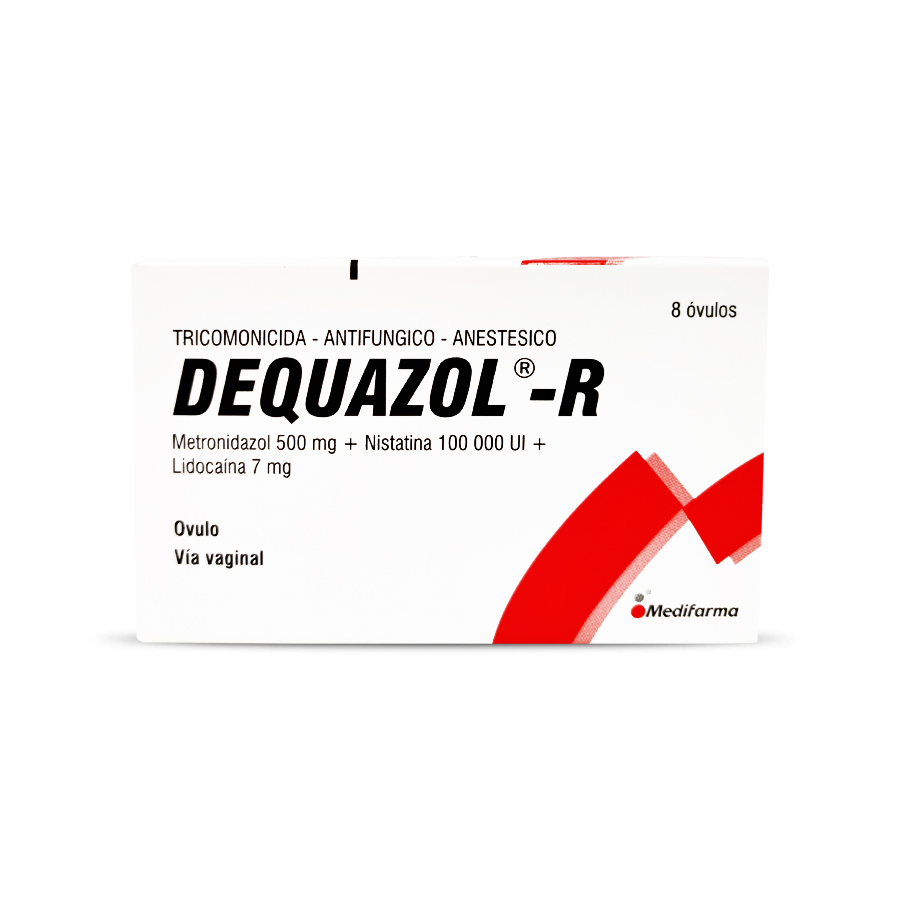 8 óvulos
TRICOMONICIDA - ANTIFUNGICO - ANESTESICO
DEQUAZOL®-R
Metronidazol 500 mg + Nistatina 100 000 UI +
Lidocaína 7 mg
Ovulo
Vía vaginal
Medifarma